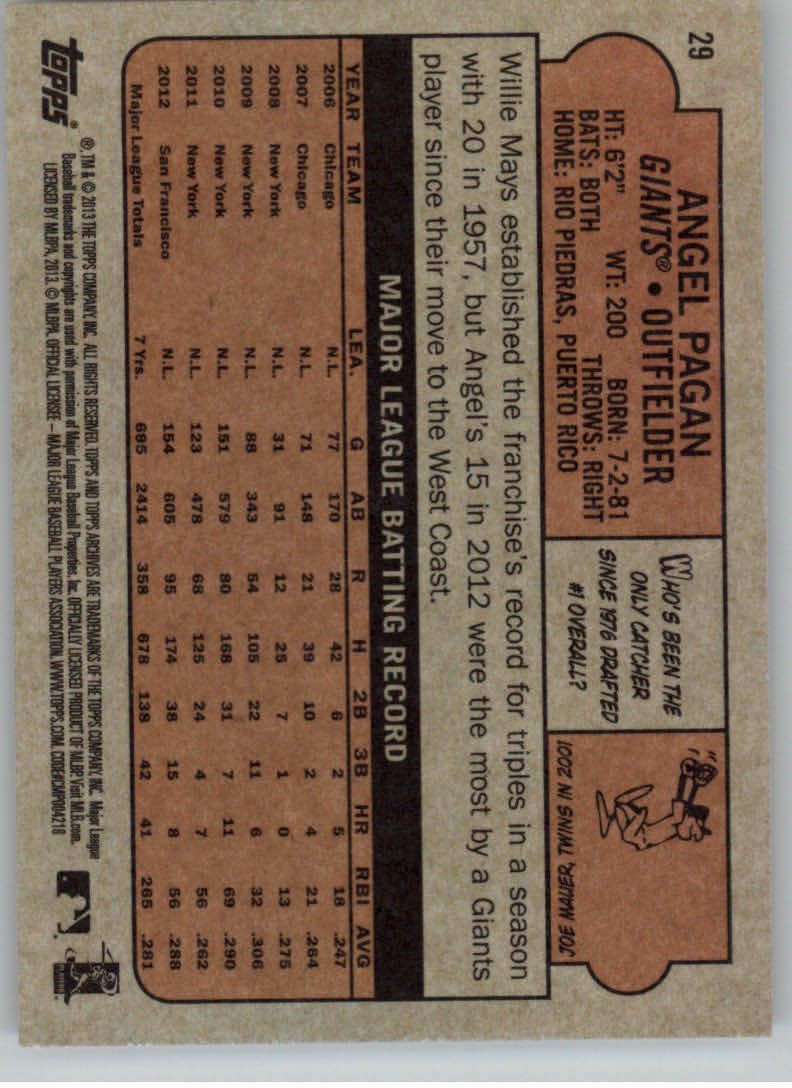 29
ANGEL PAGAN
GIANTS® • OUTFIELDER
HT: 6'2" WT: 200 BORN: 7-2-81
BATS: BOTH THROWS: RIGHT
HOME: RIO PIEDRAS, PUERTO RICO
WHO'S BEEN THE
ONLY CATCHER
SINCE 1976 DRAFTED
#1 OVERALL?
"1"
JOE MAUER, TWINS IN 2001
Willie Mays established the franchise's record for triples in a season
with 20 in 1957, but Angel's 15 in 2012 were the most by a Giants
player since their move to the West Coast.
MAJOR LEAGUE BATTING RECORD
YEAR TEAM LEA. G AB R H 2B 3B HR RBI AVG
2006 Chicago N.L. 77 170 28 42 6 2 5 18 .247
2007 Chicago N.L. 71 148 21 39 10 2 4 21 .264
2008 New York N.L. 31 91 12 25 7 1 0 13 .275
2009 New York N.L. 88 343 54 105 22 11 6 32 .306
2010 New York N.L. 151 579 80 168 31 7 11 69 .290
2011 New York N.L. 123 478 68 125 24 4 7 56 .262
2012 San Francisco N.L. 154 605 95 174 38 15 8 56 .288
Major League Totals 7 Yrs. 695 2414 358 678 138 42 41 265 .281
topps®
®, TM & © 2013 THE TOPPS COMPANY, INC. ALL RIGHTS RESERVED. TOPPS AND TOPPS ARCHIVES ARE TRADEMARKS OF THE TOPPS COMPANY, INC. Major League
Baseball trademarks and copyrights are used with permission of Major League Baseball Properties, Inc. OFFICIALLY LICENSED PRODUCT OF MLBP. Visit MLB.com.
LICENSED BY MLBPA, 2013. © MLBPA. OFFICIAL LICENSEE – MAJOR LEAGUE BASEBALL PLAYERS ASSOCIATION. WWW.TOPPS.COM. CODE#CMP004218